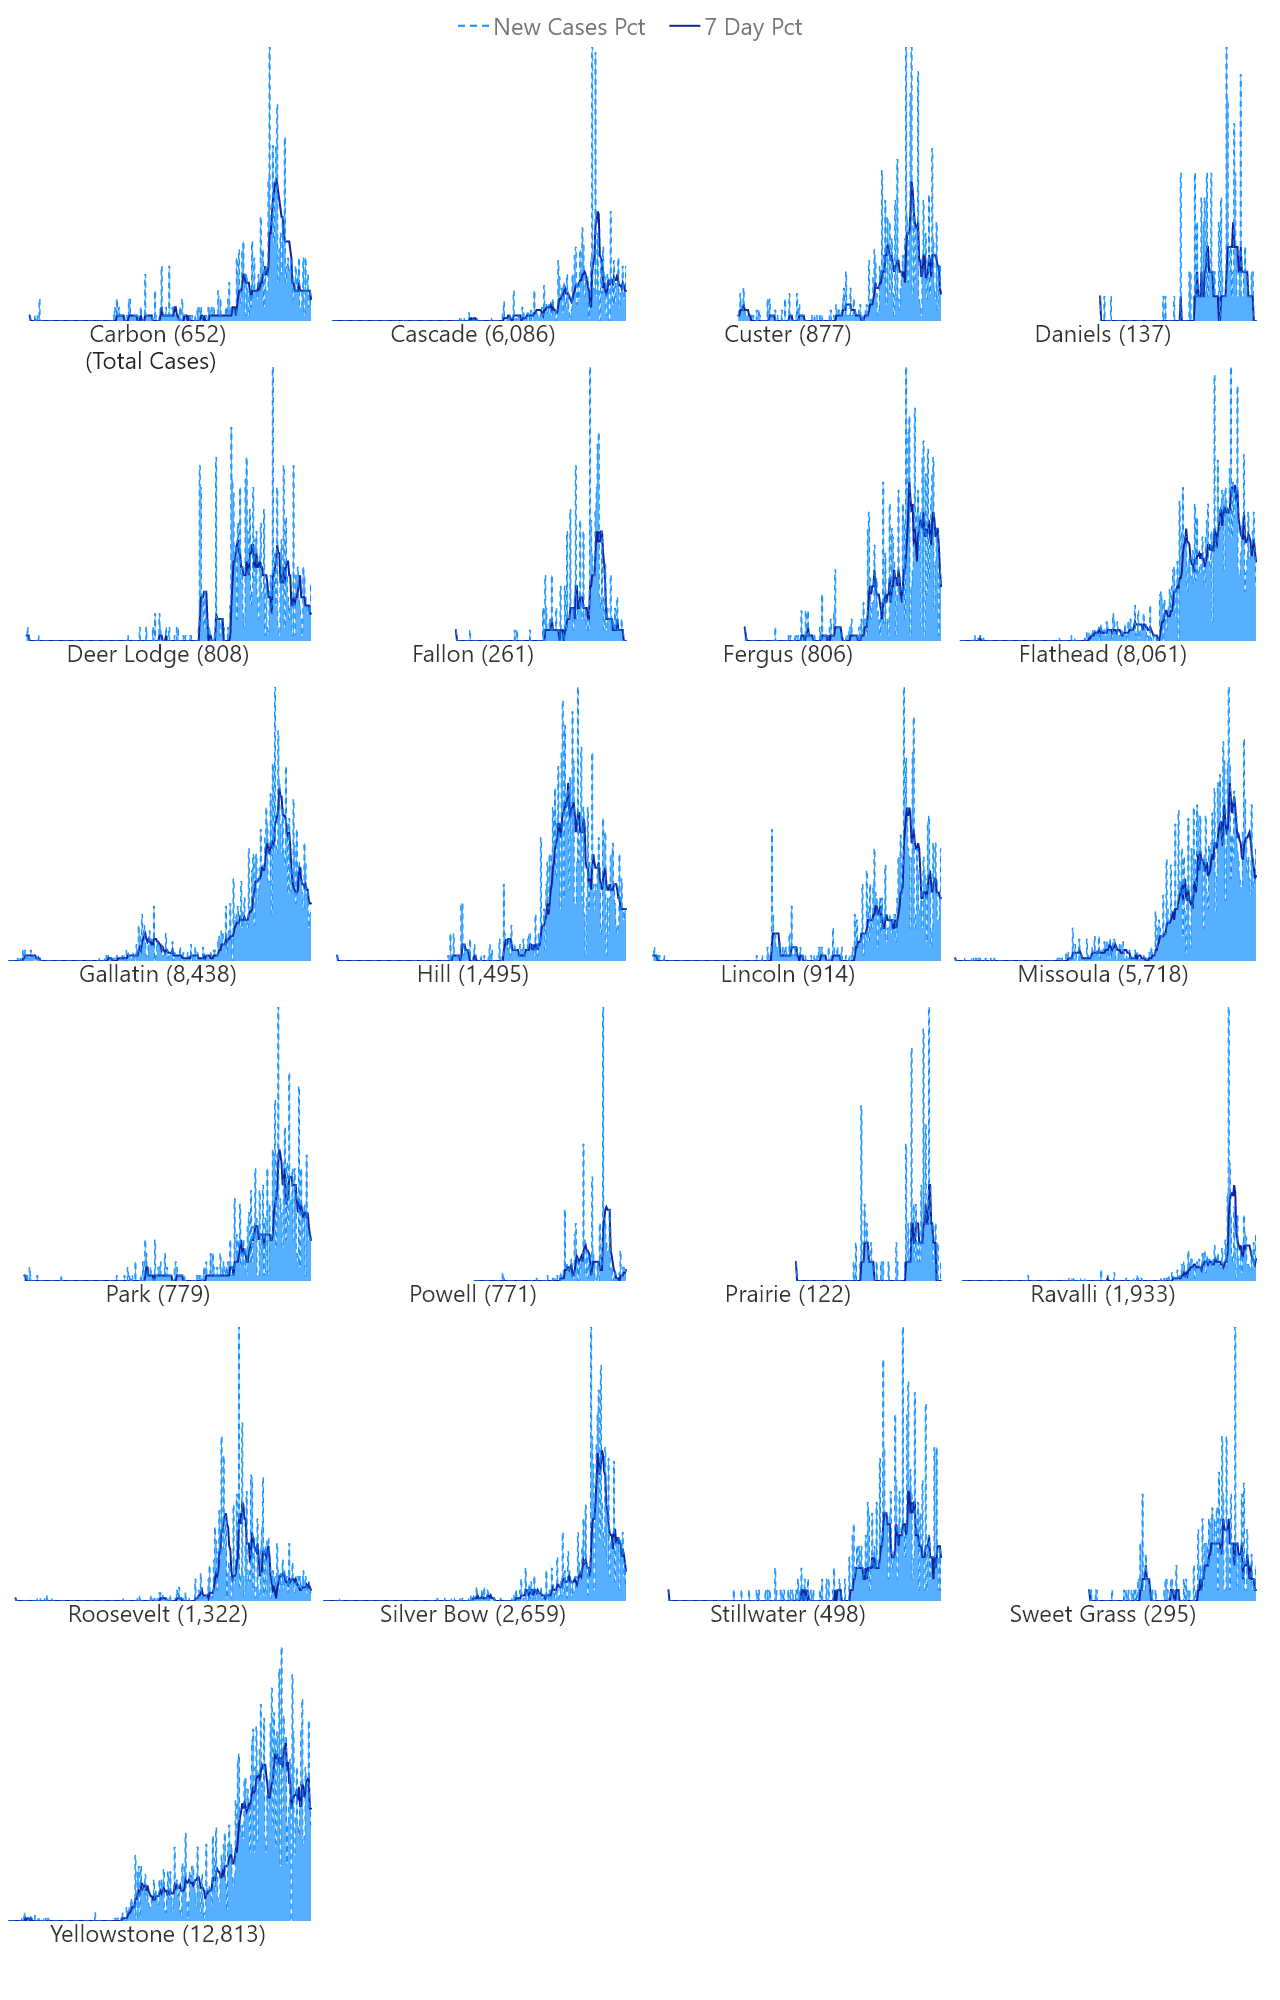 New Cases Pct 7 Day Pct
Carbon (652) Cascade (6,086) Custer (877) Daniels (137)
(Total Cases)
Deer Lodge (808) Fallon (261) Fergus (806) Flathead (8,061)
Gallatin (8,438) Hill (1,495) Lincoln (914) Missoula (5,718)
Park (779) Powell (771) Prairie (122) Ravalli (1,933)
Roosevelt (1,322) Silver Bow (2,659) Stillwater (498) Sweet Grass (295)
Yellowstone (12,813)